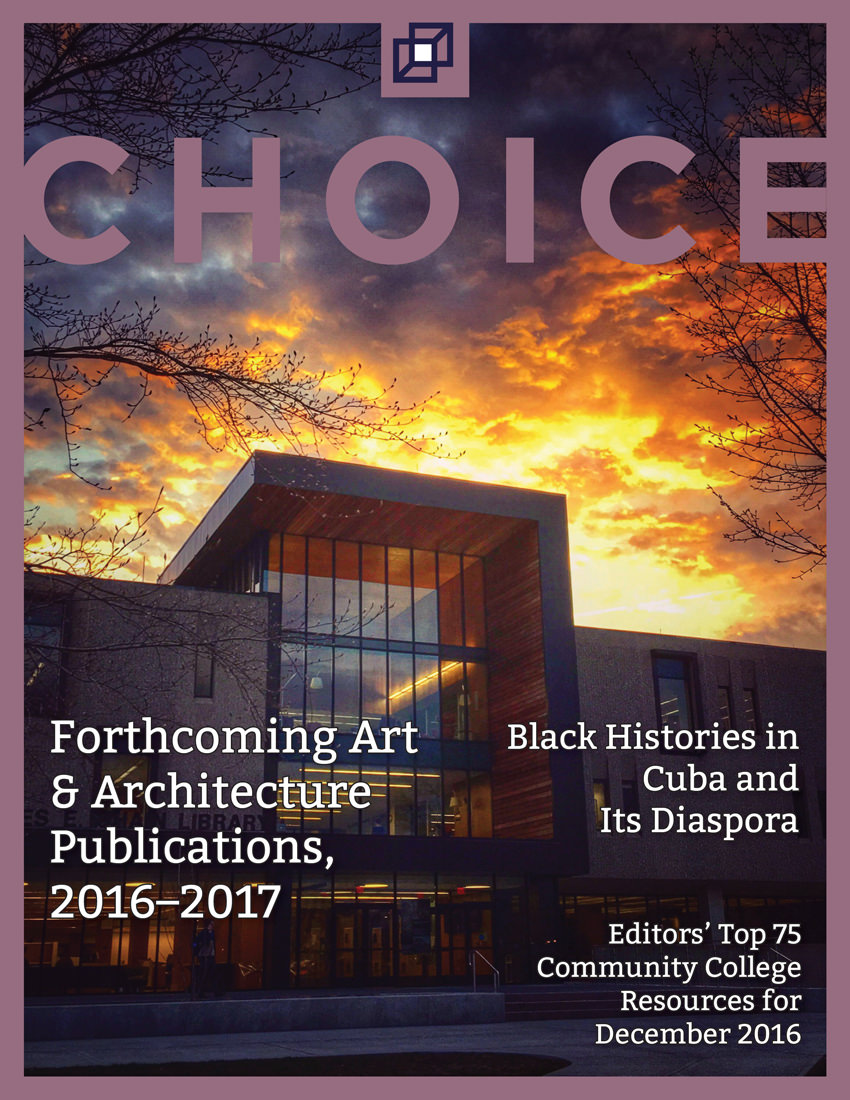 CHOICE
Forthcoming Art
& Architecture
Publications,
2016–2017
Black Histories in
Cuba and
Its Diaspora
Editors’ Top 75
Community College
Resources for
December 2016
LIBRARY